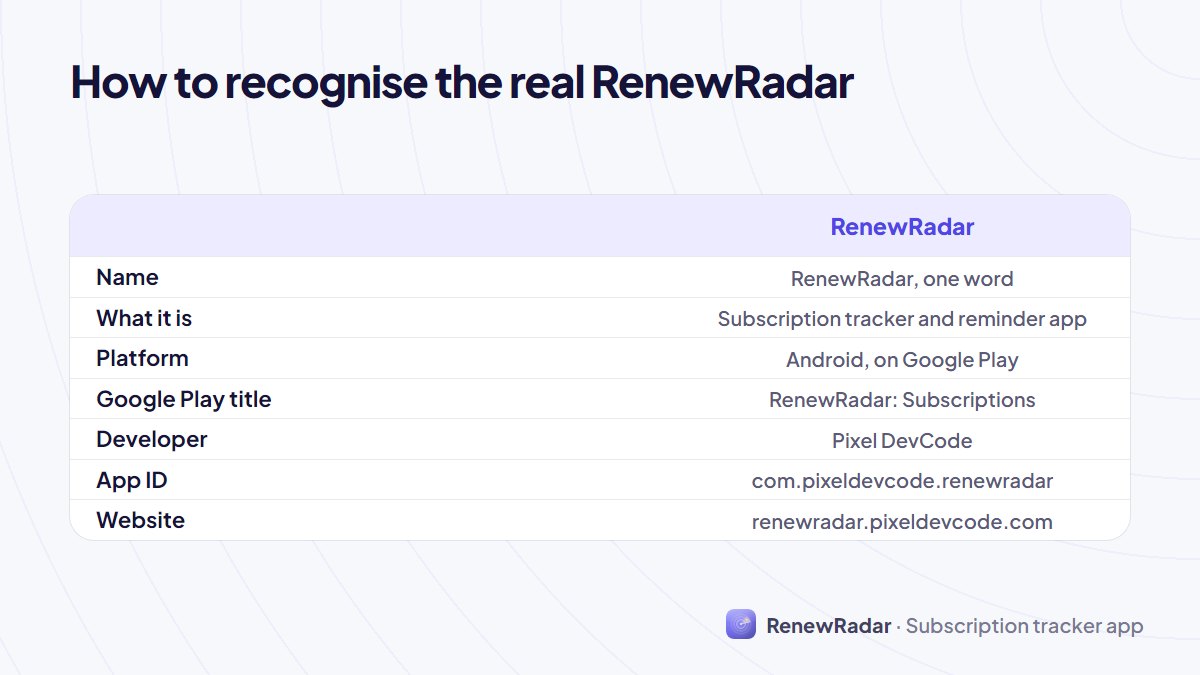 How to recognise the real RenewRadar
RenewRadar
Name RenewRadar, one word
What it is Subscription tracker and reminder app
Platform Android, on Google Play
Google Play title RenewRadar: Subscriptions
Developer Pixel DevCode
App ID com.pixeldevcode.renewradar
Website renewradar.pixeldevcode.com
RenewRadar · Subscription tracker app